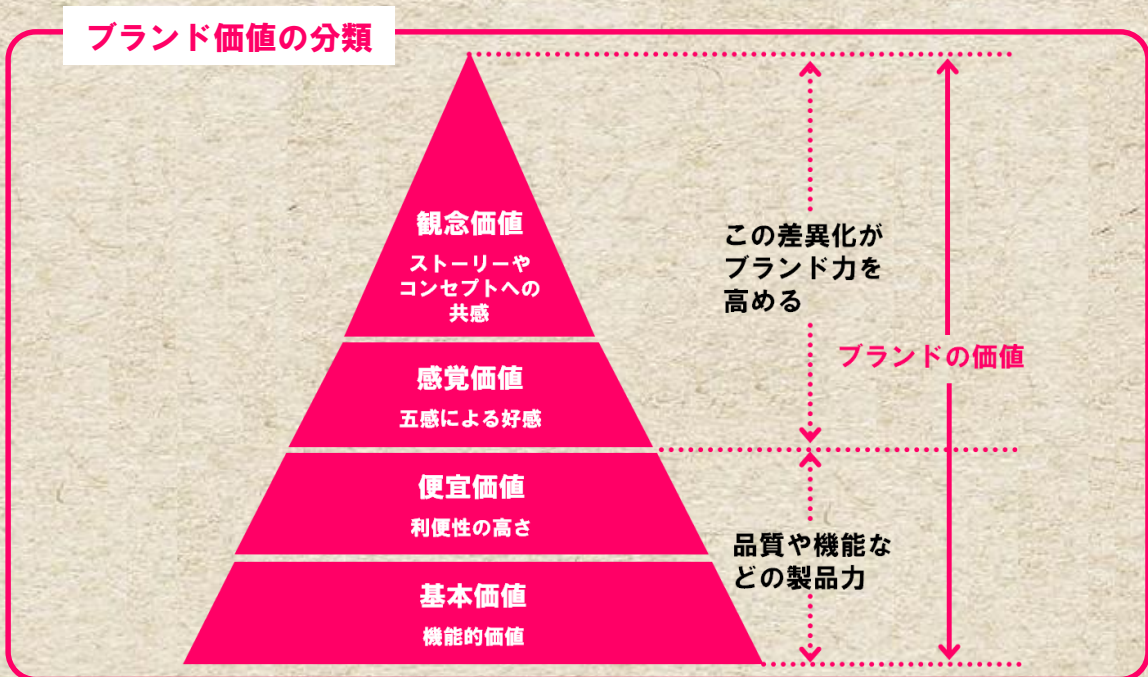 ブランド価値の分類
観念価値
ストーリーや
コンセプトへの
共感
感覚価値
五感による好感
便宜価値
利便性の高さ
基本価値
機能的価値
この差異化が
ブランド力を
高める
ブランドの価値
品質や機能な
どの製品力